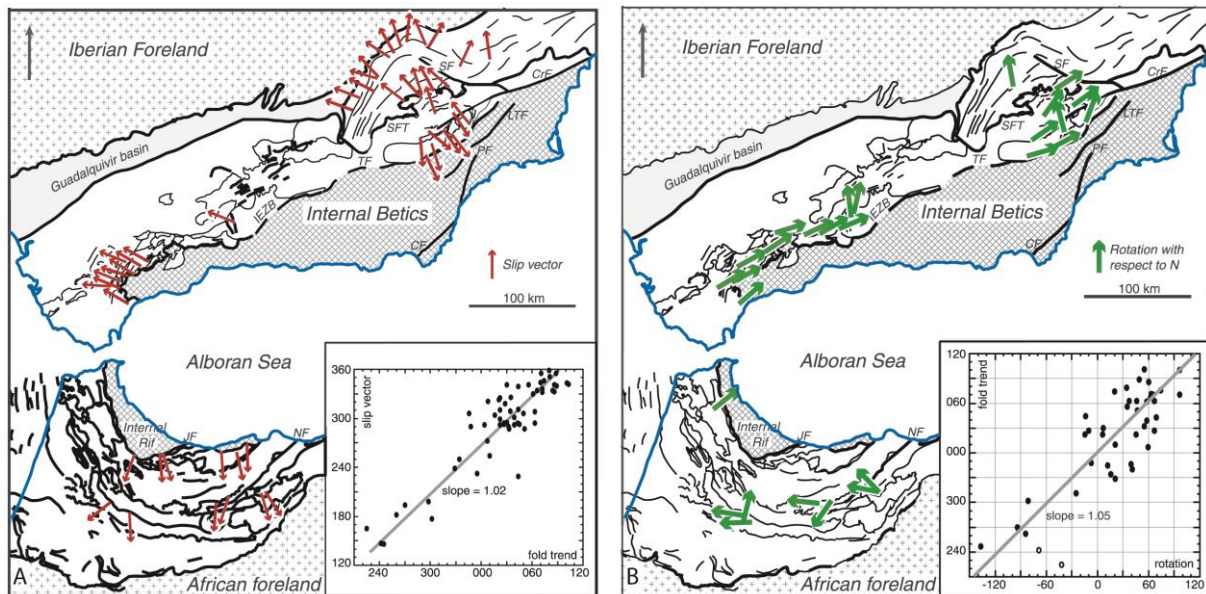 Iberian Foreland
SF
CrF
Guadalquivir basin
SFT
LTF
TF
PF
IEZB
Internal Betics
CF
Slip vector
100 km
Alboran Sea
Internal
Rif
JF
NF
African foreland
A
360
300
240
180
120
slip vector
slope = 1.02
fold trend
240
300
000
060
120
Iberian Foreland
SF
CrF
Guadalquivir basin
SFT
LTF
TF
PF
EZB
Internal Betics
CF
Rotation with
respect to N
100 km
Alboran Sea
Internal
Rif
JF
NF
African foreland
B
120
060
000
300
240
fold trend
slope = 1.05
rotation
-120
-60
0
60
120